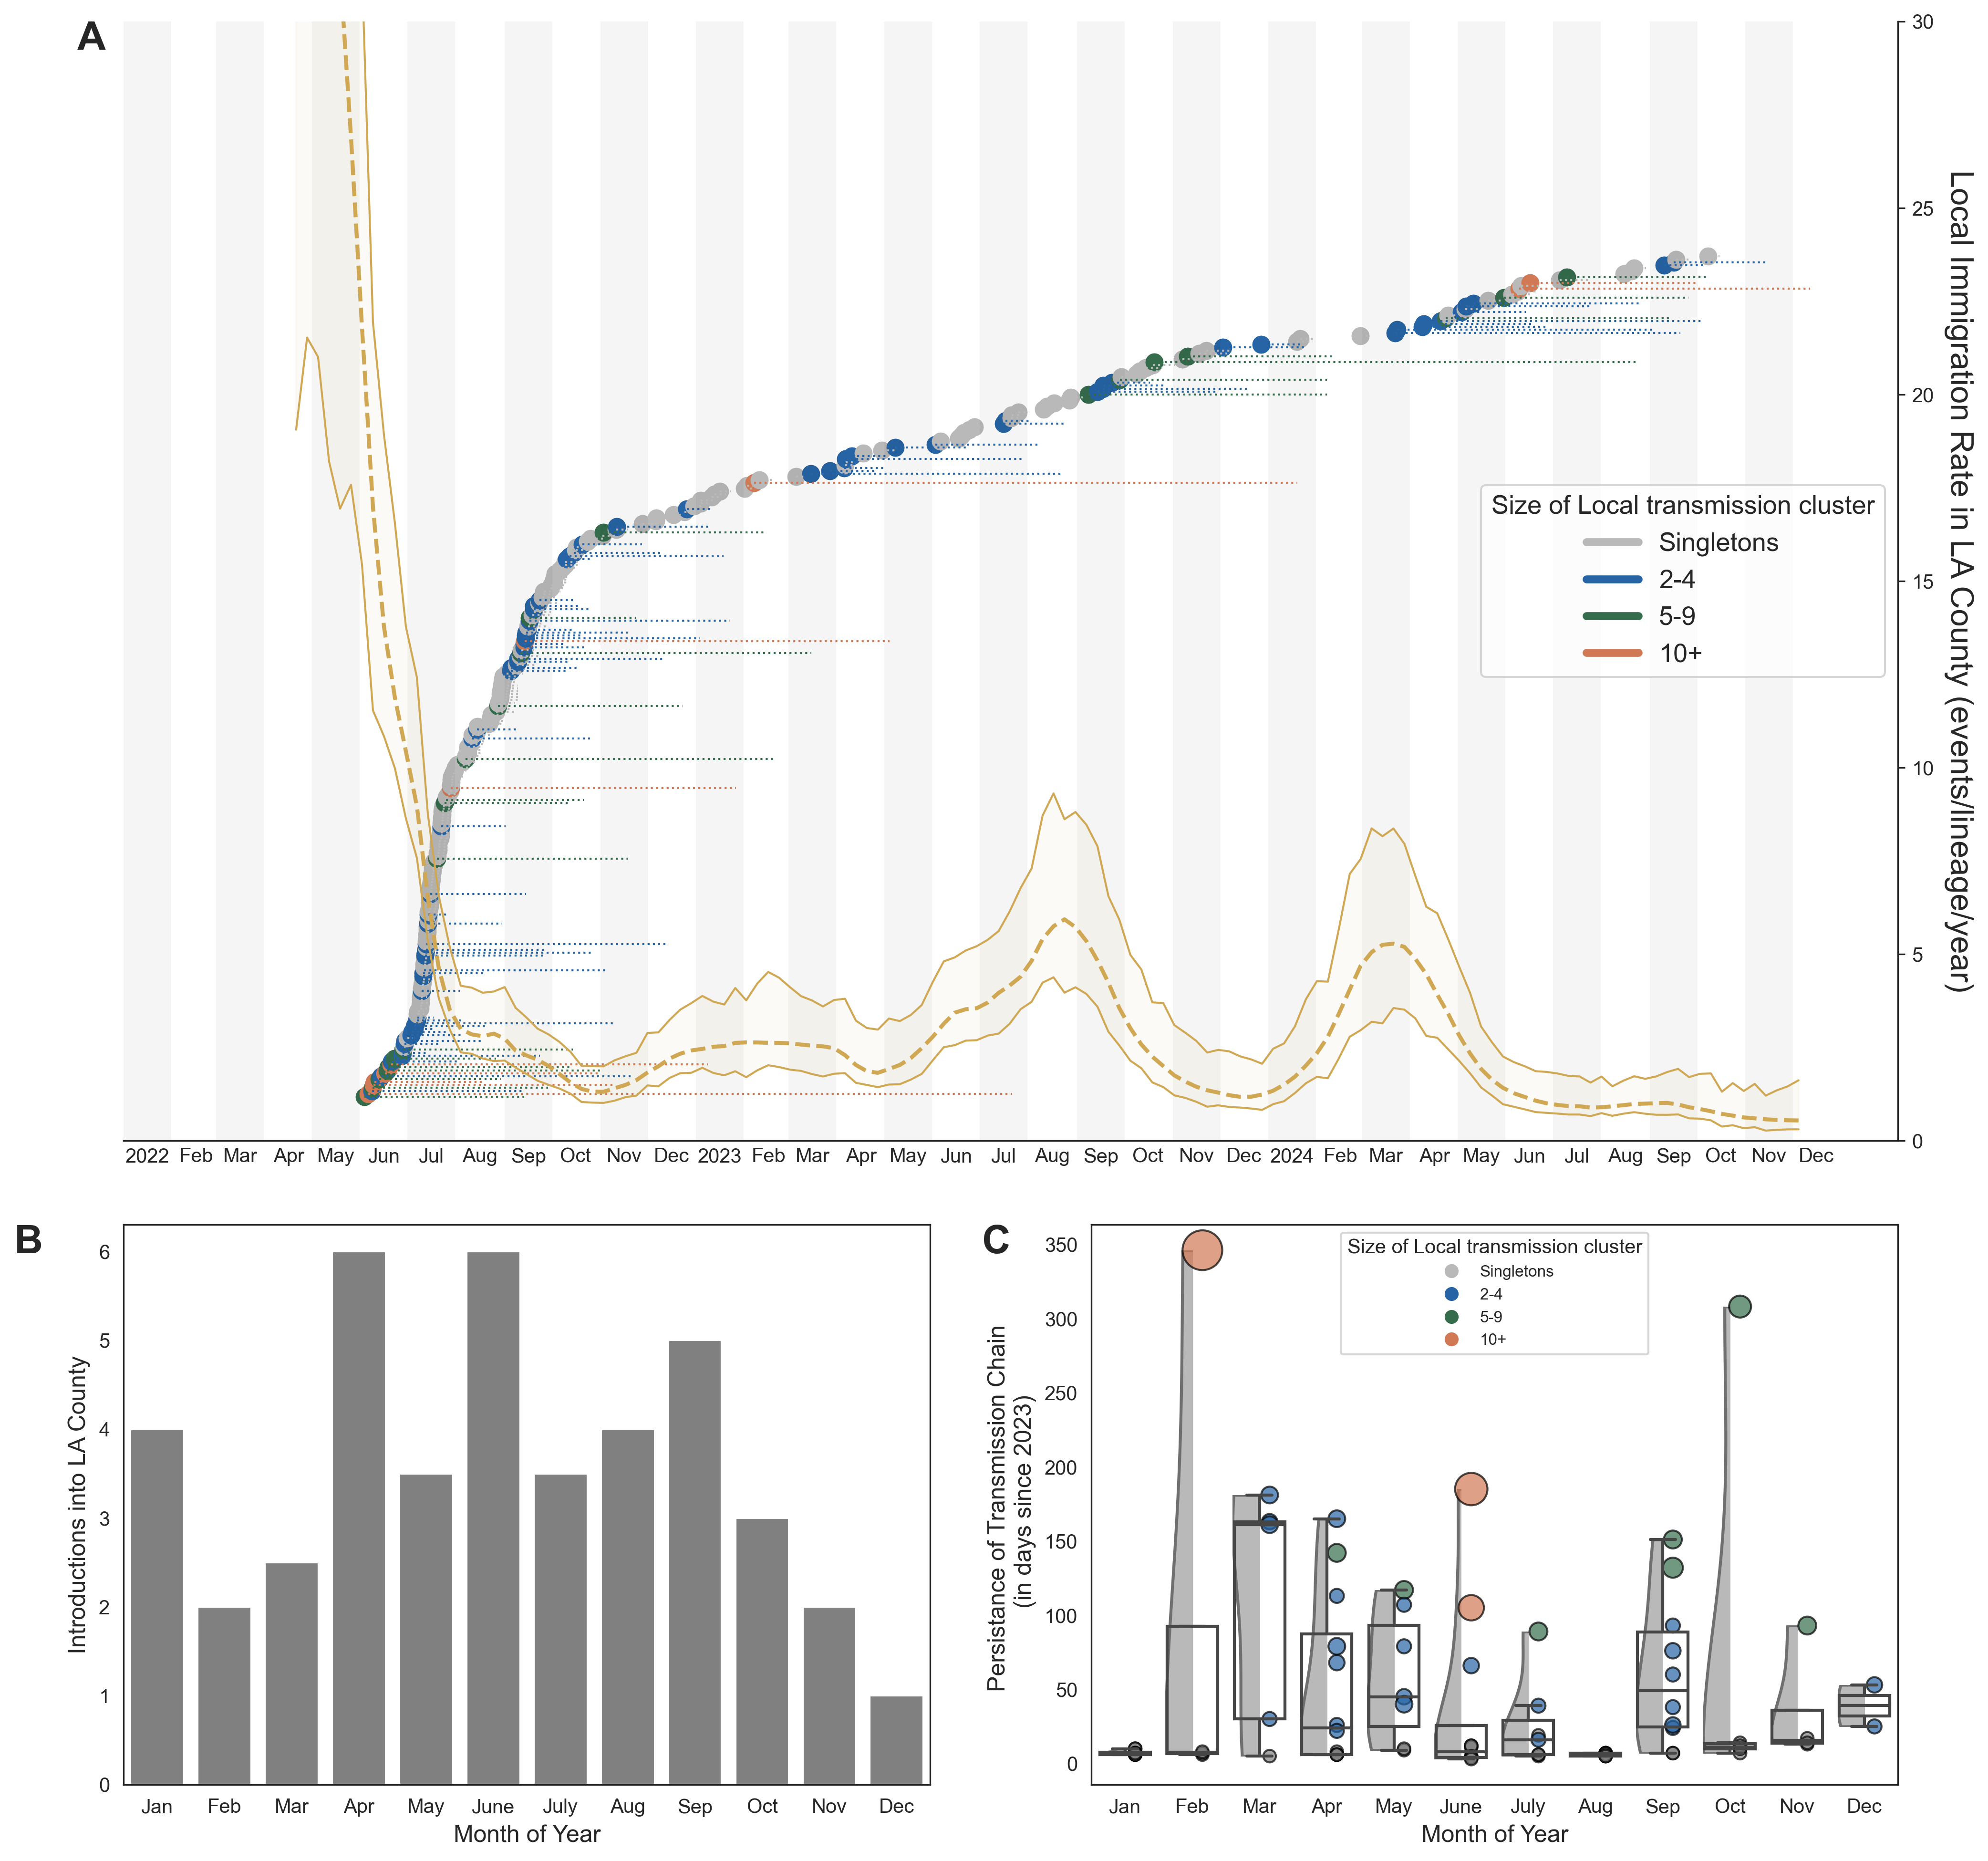 A
30
25
20
15
10
5
0
Local Immigration Rate in LA County (events/lineage/year)
Size of Local transmission cluster
Singletons
2-4
5-9
10+
2022 Feb Mar Apr May Jun Jul Aug Sep Oct Nov Dec 2023 Feb Mar Apr May Jun Jul Aug Sep Oct Nov Dec 2024 Feb Mar Apr May Jun Jul Aug Sep Oct Nov Dec
B
6
5
4
3
2
1
0
Introductions into LA County
Jan Feb Mar Apr May June July Aug Sep Oct Nov Dec
Month of Year
C
350
300
250
200
150
100
50
0
Persistance of Transmission Chain
(in days since 2023)
Size of Local transmission cluster
Singletons
2-4
5-9
10+
Jan Feb Mar Apr May June July Aug Sep Oct Nov Dec
Month of Year